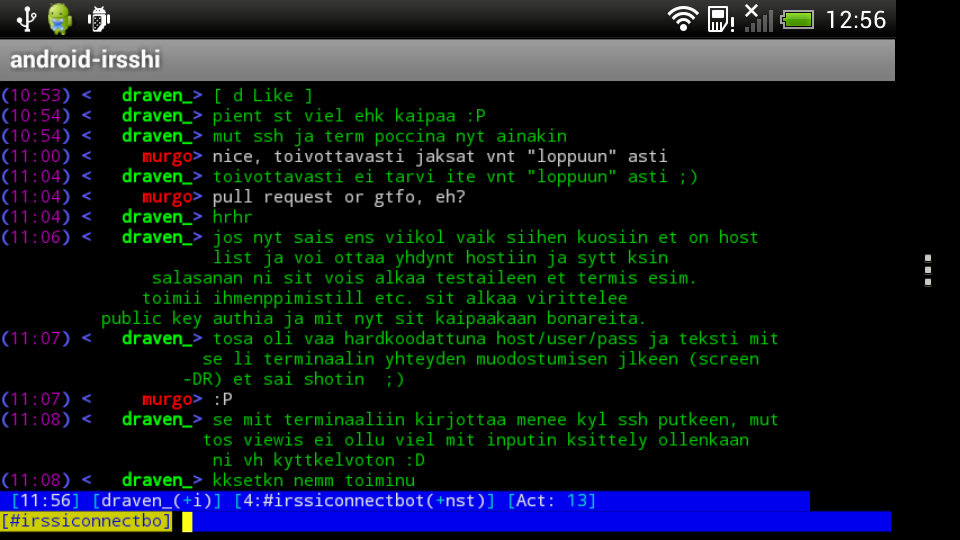 12:56
android-irsshi
(10:53) < draven_> [ d Like ]
(10:54) < draven_> pient st viel ehk kaipaa :P
(10:54) < draven_> mut ssh ja term poccina nyt ainakin
(11:00) < murgo> nice, toivottavasti jaksat vnt "loppuun" asti
(11:04) < draven_> toivottavasti ei tarvi ite vnt "loppuun" asti ;)
(11:04) < murgo> pull request or gtfo, eh?
(11:04) < draven_> hrhr
(11:06) < draven_> jos nyt sais ens viikol vaik siihen kuosiin et on host
list ja voi ottaa yhdynt hostiin ja sytt ksin
salasanan ni sit vois alkaa testaileen et termis esim.
toimii ihmenppimistill etc. sit alkaa virittelee
public key authia ja mit nyt sit kaipaakaan bonareita.
(11:07) < draven_> tosa oli vaa hardkoodattuna host/user/pass ja teksti mit
se li terminaalin yhteyden muodostumisen jlkeen (screen
-DR) et sai shotin ;)
(11:07) < murgo> :P
(11:08) < draven_> se mit terminaaliin kirjottaa menee kyl ssh putkeen, mut
tos viewis ei ollu viel mit inputin ksittely ollenkaan
ni vh kyttkelvoton :D
(11:08) < draven_> kksetkn nemm toiminu
[11:56] [draven_(+i)] [4:#irssiconnectbot(+nst)] [Act: 13]
[#irssiconnectbo]